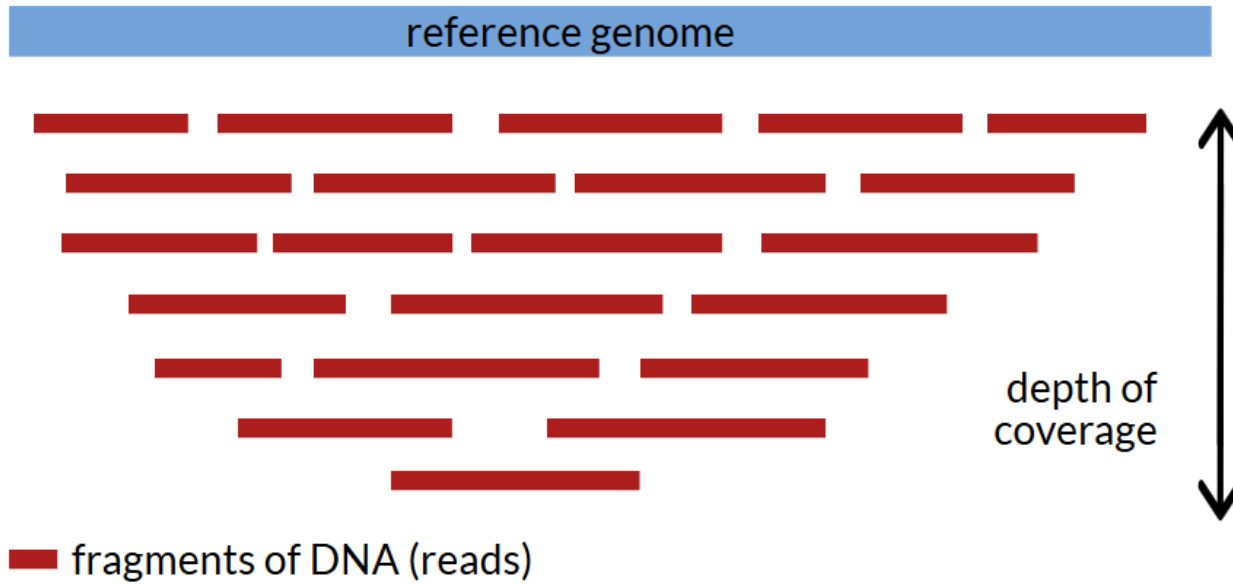 reference genome
depth of
coverage
fragments of DNA (reads)